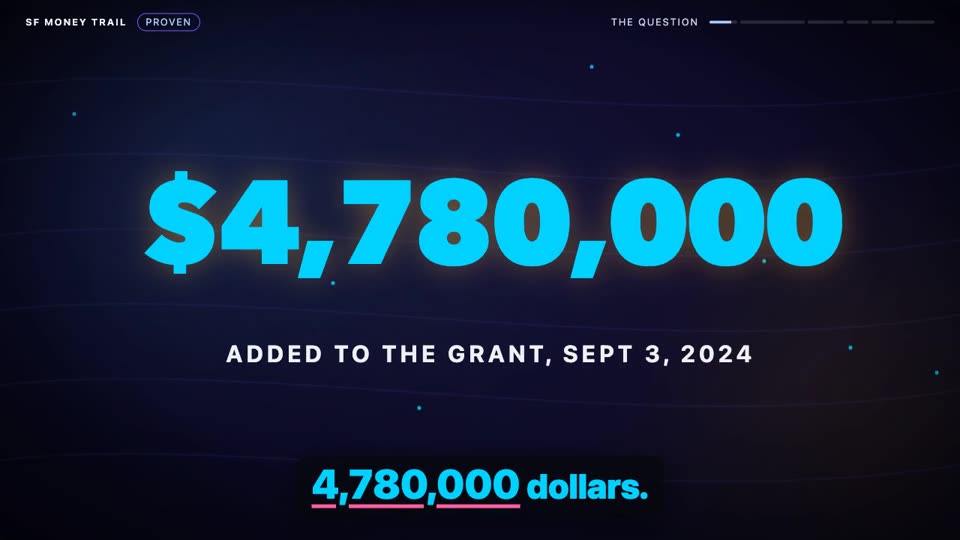 SF MONEY TRAIL PROVEN THE QUESTION
$4,780,000
ADDED TO THE GRANT, SEPT 3, 2024
4,780,000 dollars.